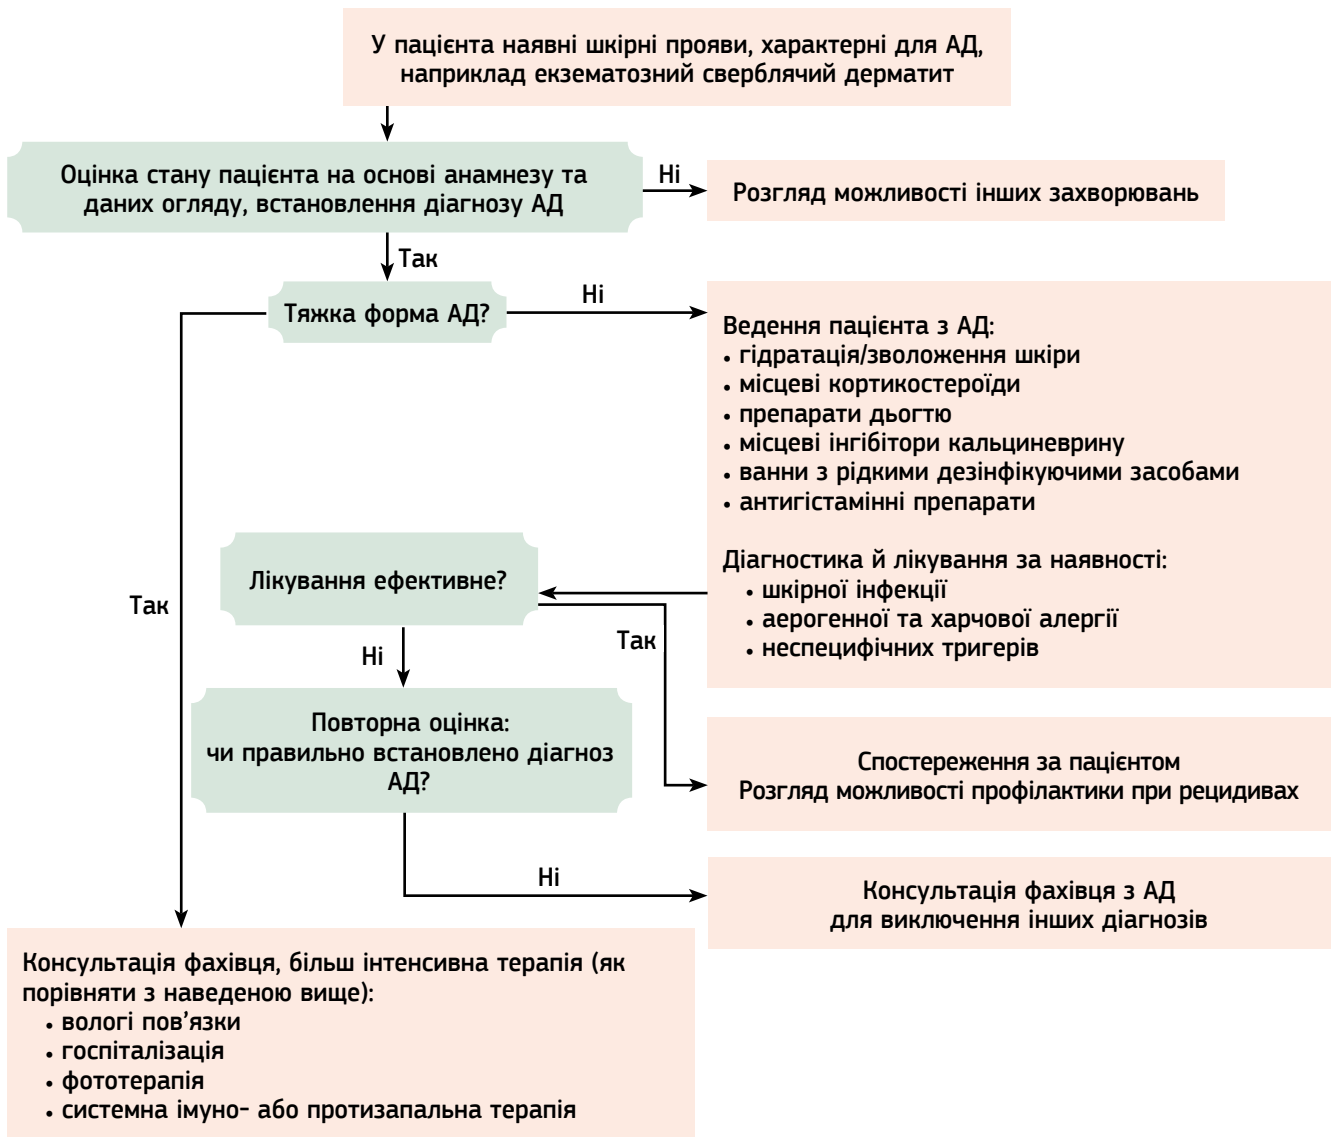 У пацієнта наявні шкірні прояви, характерні для АД,
наприклад екзематозний сверблячий дерматит
Оцінка стану пацієнта на основі анамнезу та
даних огляду, встановлення діагнозу АД
Ні
Розгляд можливості інших захворювань
Так
Тяжка форма АД?
Ні
Ведення пацієнта з АД:
• гідратація/зволоження шкіри
• місцеві кортикостероїди
• препарати дьогтю
• місцеві інгібітори кальциневрину
• ванни з рідкими дезінфікуючими засобами
• антигістамінні препарати
Діагностика й лікування за наявності:
• шкірної інфекції
• аерогенної та харчової алергії
• неспецифічних тригерів
Лікування ефективне?
Так
Так
Ні
Повторна оцінка:
чи правильно встановлено діагноз
АД?
Спостереження за пацієнтом
Розгляд можливості профілактики при рецидивах
Ні
Консультація фахівця з АД
для виключення інших діагнозів
Консультація фахівця, більш інтенсивна терапія (як
порівняти з наведеною вище):
• вологі пов’язки
• госпіталізація
• фототерапія
• системна імуно- або протизапальна терапія